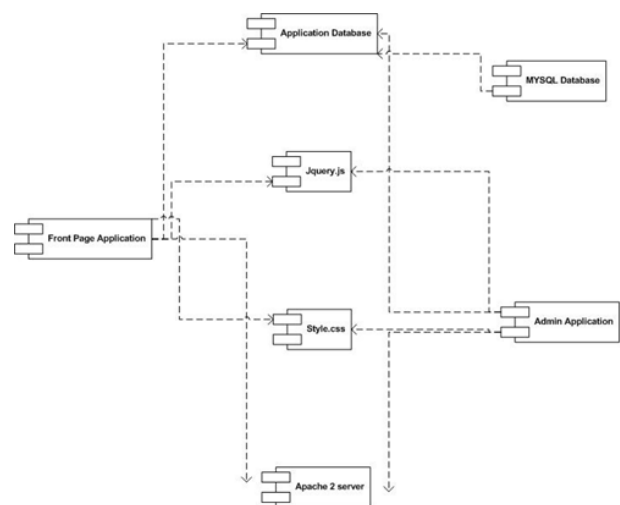 Application Database
MYSQL Database
Jquery.js
Front Page Application
Style.css
Admin Application
Apache 2 server